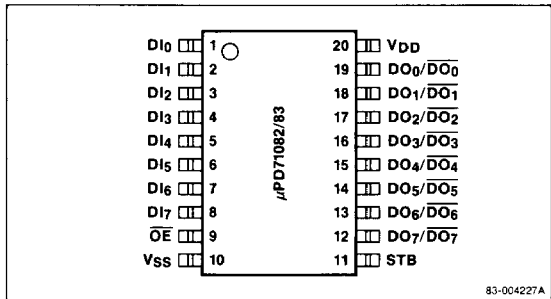 DI0 1 20 VDD
DI1 2 19 DO0/DO0
DI2 3 18 DO1/DO1
DI3 4 17 DO2/DO2
DI4 5 16 DO3/DO3
DI5 6 15 DO4/DO4
DI6 7 14 DO5/DO5
DI7 8 13 DO6/DO6
OE 9 12 DO7/DO7
VSS 10 11 STB
μPD71082/83
83-004227A